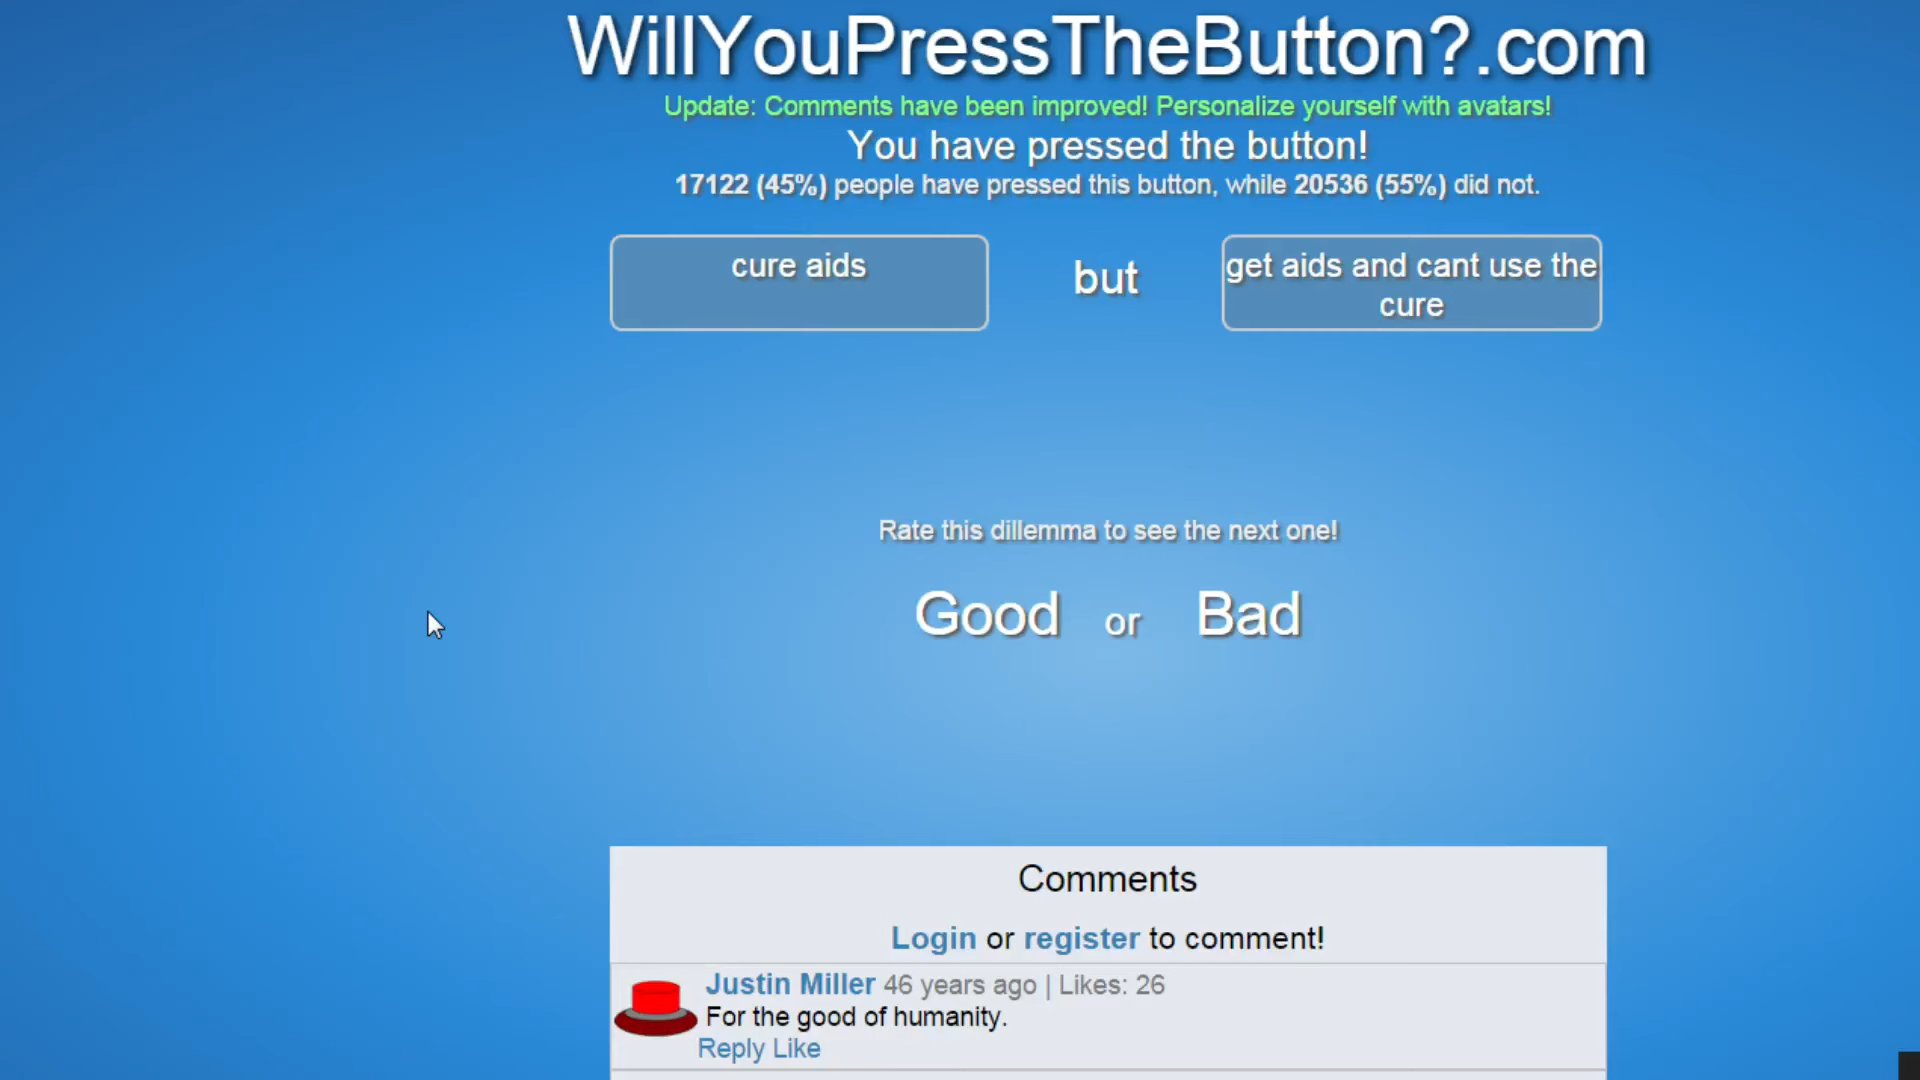 WillYouPressTheButton?.com
Update: Comments have been improved! Personalize yourself with avatars!
You have pressed the button!
17122 (45%) people have pressed this button, while 20536 (55%) did not.
cure aids
but
get aids and cant use the
cure
Rate this dillemma to see the next one!
Good or Bad
Comments
Login or register to comment!
Justin Miller 46 years ago | Likes: 26
For the good of humanity.
Reply Like